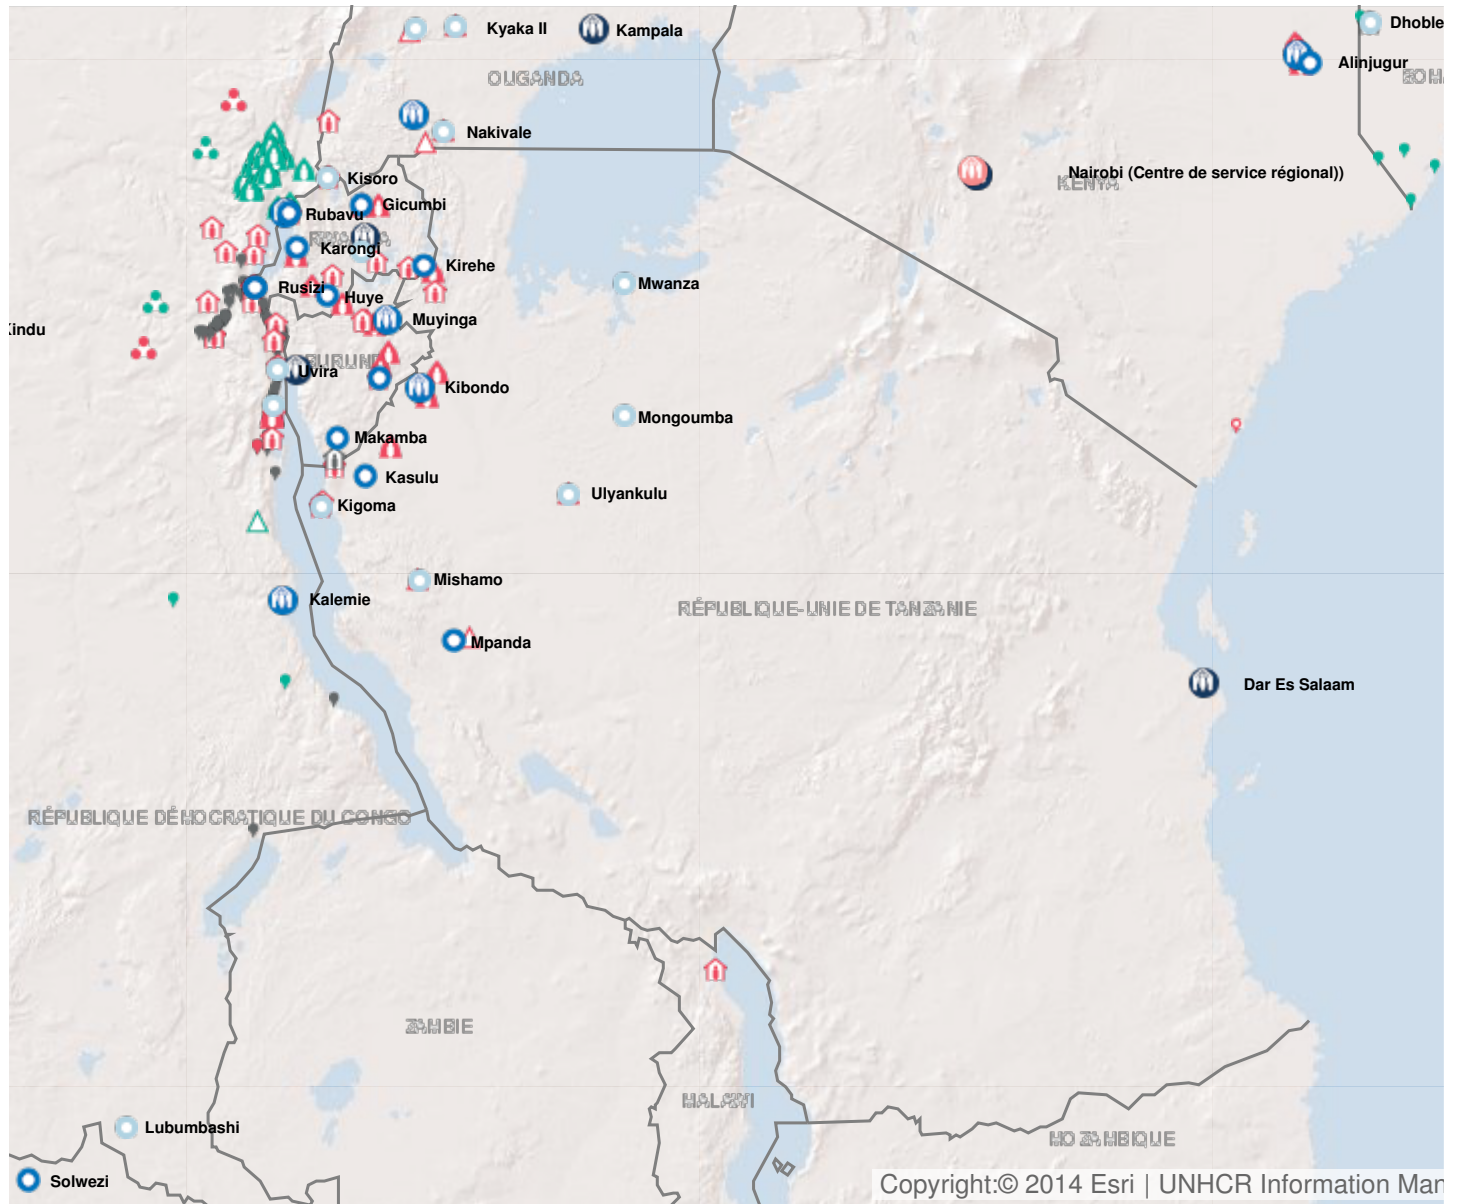 Kyaka II
Kampala
Dhoble
Alinjugur
OUGANDA
Nakivale
Nairobi (Centre de service régional))
KENYA
Kisoro
Gicumbi
Rubavu
Karongi
Kirehe
Rusizi
Huye
Mwanza
Muyinga
Uvira
Kibondo
Mongoumba
Makamba
Kasulu
Kigoma
Ulyankulu
Mishamo
Kalemie
RÉPUBLIQUE-UNIE DE TANZANIE
Mpanda
Dar Es Salaam
RÉPUBLIQUE DÉMOCRATIQUE DU CONGO
ZAMBIE
MALAWI
Lubumbashi
MOZAMBIQUE
Solwezi
Copyright:© 2014 Esri | UNHCR Information Man